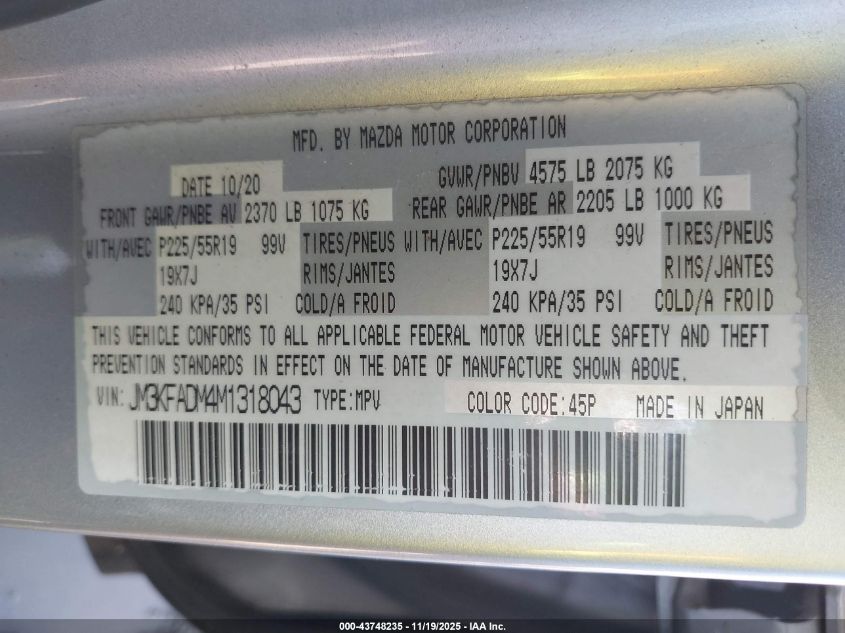 MFD. BY MAZDA MOTOR CORPORATION
DATE 10/20 GVWR/PNBV 4575 LB 2075 KG
FRONT GAWR/PNBE AV 2370 LB 1075 KG REAR GAWR/PNBE AR 2205 LB 1000 KG
WITH/AVEC P225/55R19 99V TIRES/PNEUS WITH/AVEC P225/55R19 99V TIRES/PNEUS
19X7J RIMS/JANTES 19X7J RIMS/JANTES
240 KPA/35 PSI COLD/A FROID 240 KPA/35 PSI COLD/A FROID
THIS VEHICLE CONFORMS TO ALL APPLICABLE FEDERAL MOTOR VEHICLE SAFETY AND THEFT
PREVENTION STANDARDS IN EFFECT ON THE DATE OF MANUFACTURE SHOWN ABOVE.
VIN: JM3KFADM4M1318043 TYPE:MPV COLOR CODE:45P MADE IN JAPAN
000-43748235 - 11/19/2025 - IAA Inc.